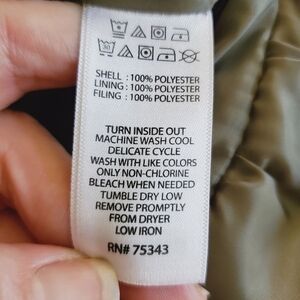 SHELL : 100% POLYESTER
LINING : 100% POLYESTER
FILING : 100% POLYESTER
TURN INSIDE OUT
MACHINE WASH COOL
DELICATE CYCLE
WASH WITH LIKE COLORS
ONLY NON-CHLORINE
BLEACH WHEN NEEDED
TUMBLE DRY LOW
REMOVE PROMPTLY
FROM DRYER
LOW IRON
RN# 75343